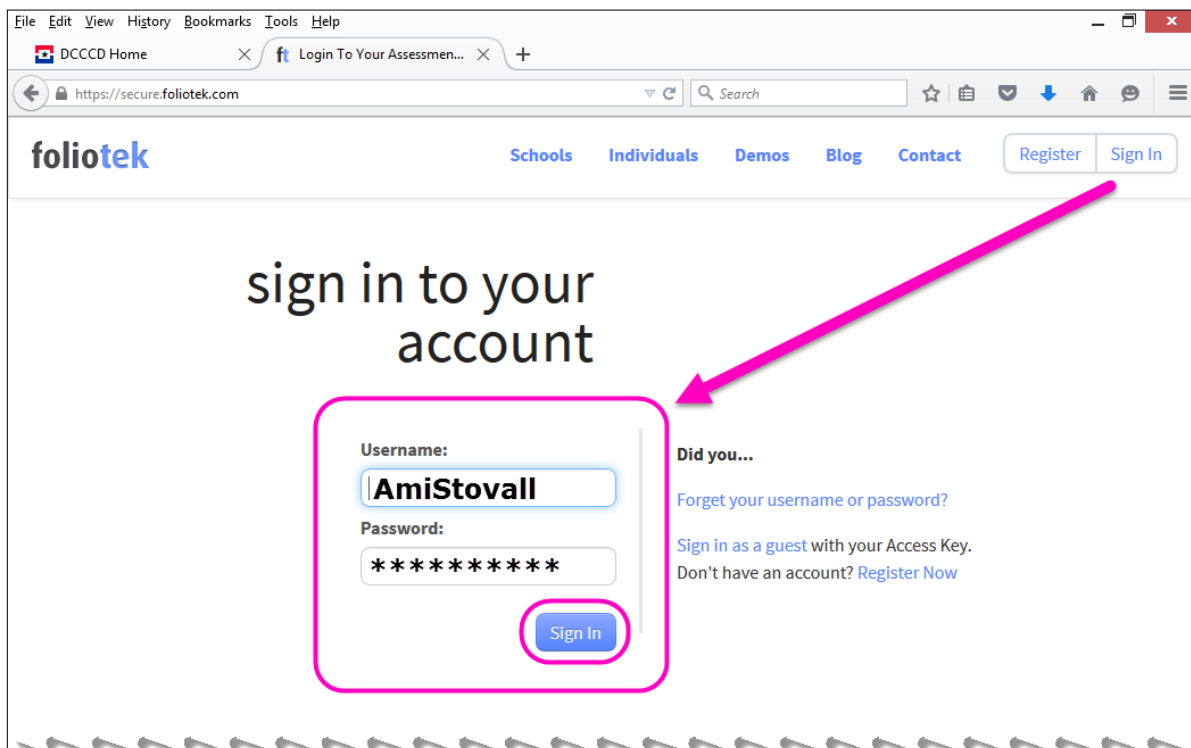 File Edit View History Bookmarks Tools Help
DCCCD Home ft Login To Your Assessmen...
https://secure.foliotek.com Search
foliotek Schools Individuals Demos Blog Contact Register Sign In
sign in to your
account
Username:
AmiStovall
Password:
**********
Sign In
Did you...
Forget your username or password?
Sign in as a guest with your Access Key.
Don't have an account? Register Now